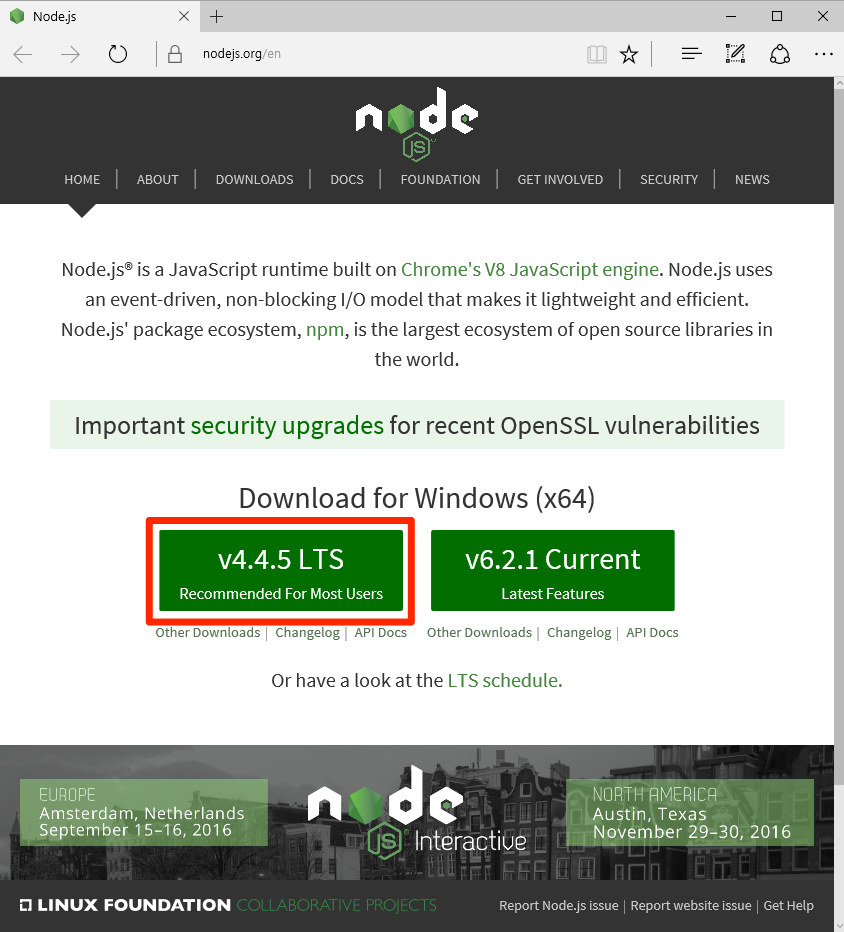 Node.js
nodejs.org/en
node
JS
HOME | ABOUT | DOWNLOADS | DOCS | FOUNDATION | GET INVOLVED | SECURITY | NEWS
Node.js® is a JavaScript runtime built on Chrome's V8 JavaScript engine. Node.js uses
an event-driven, non-blocking I/O model that makes it lightweight and efficient.
Node.js' package ecosystem, npm, is the largest ecosystem of open source libraries in
the world.
Important security upgrades for recent OpenSSL vulnerabilities
Download for Windows (x64)
v4.4.5 LTS
Recommended For Most Users
v6.2.1 Current
Latest Features
Other Downloads | Changelog | API Docs
Other Downloads | Changelog | API Docs
Or have a look at the LTS schedule.
EUROPE
Amsterdam, Netherlands
September 15–16, 2016
node
JS Interactive
NORTH AMERICA
Austin, Texas
November 29–30, 2016
LINUX FOUNDATION COLLABORATIVE PROJECTS
Report Node.js issue | Report website issue | Get Help